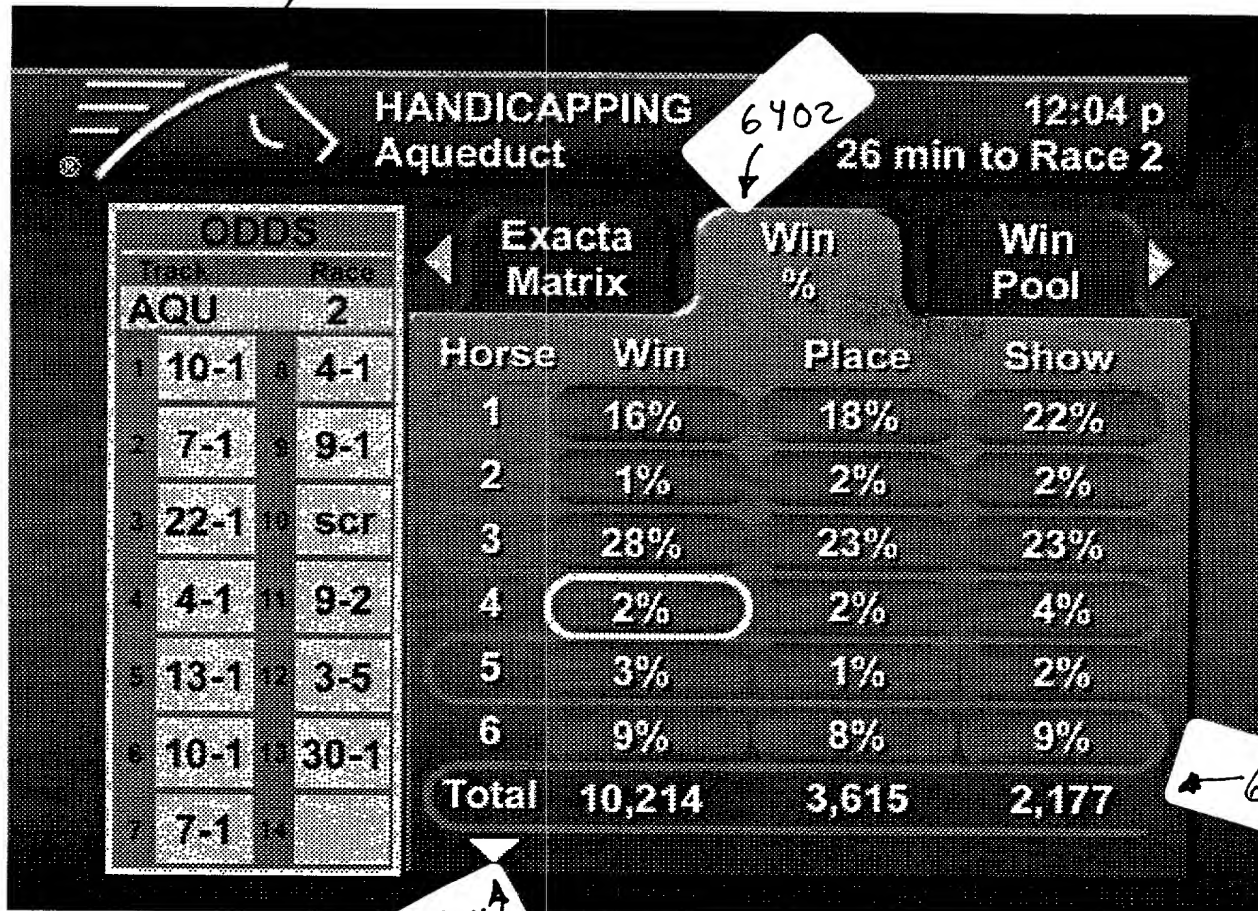 HANDICAPPING
Aqueduct
6402
12:04 p
26 min to Race 2
®
ODDS
Track Race
AQU 2
1 10-1 8 4-1
2 7-1 9 9-1
3 22-1 10 scr
4 4-1 11 9-2
5 13-1 12 3-5
6 10-1 13 30-1
7 7-1 14
Exacta Matrix
Win %
Win Pool
Horse Win Place Show
1 16% 18% 22%
2 1% 2% 2%
3 28% 23% 23%
4 2% 2% 4%
5 3% 1% 2%
6 9% 8% 9%
Total 10,214 3,615 2,177